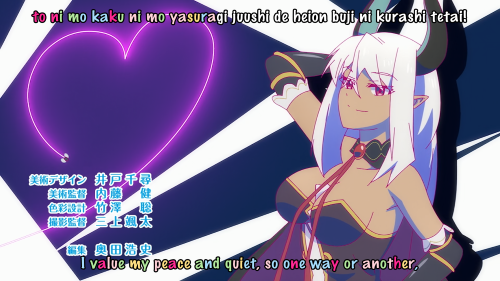 to ni mo kaku ni mo yasuragi juushi de heion buji ni kurashi tetai!
美術デザイン 井戸千尋
美術監督 内藤 健
色彩設計 竹澤 聡
撮影監督 三上颯太
編集 奥田浩史
I value my peace and quiet, so one way or another,